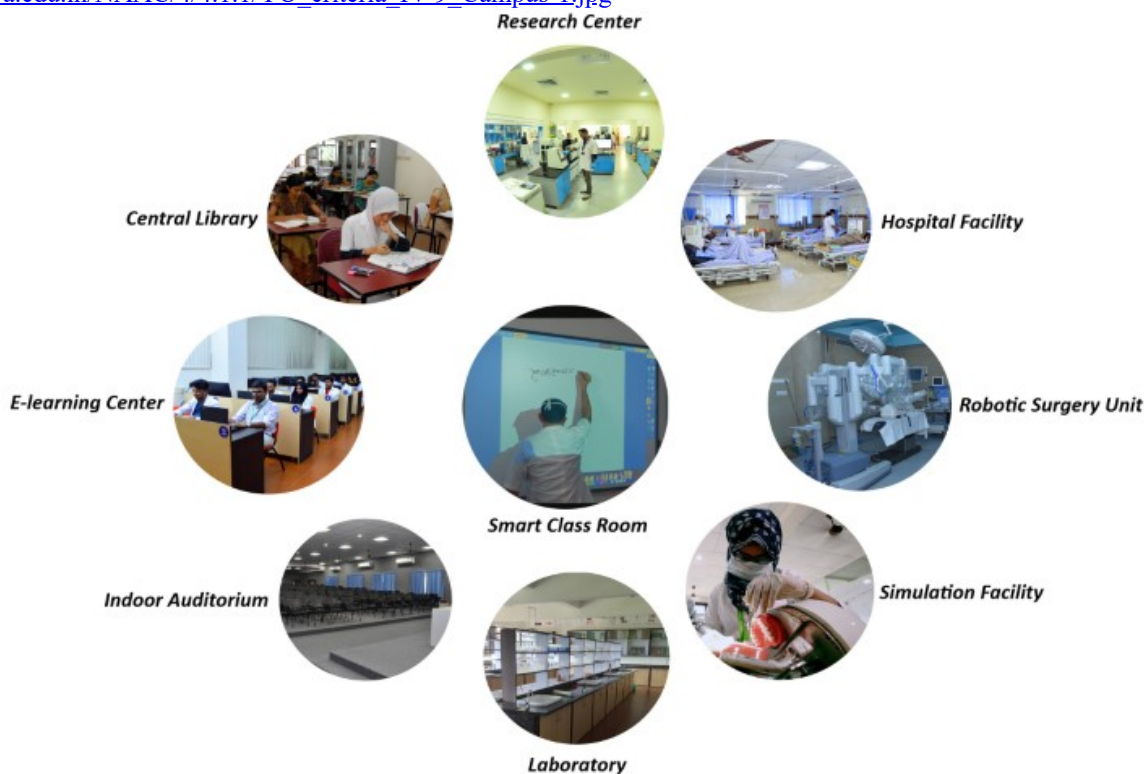 Research Center
Central Library
Hospital Facility
E-learning Center
Robotic Surgery Unit
Smart Class Room
Indoor Auditorium
Simulation Facility
Laboratory